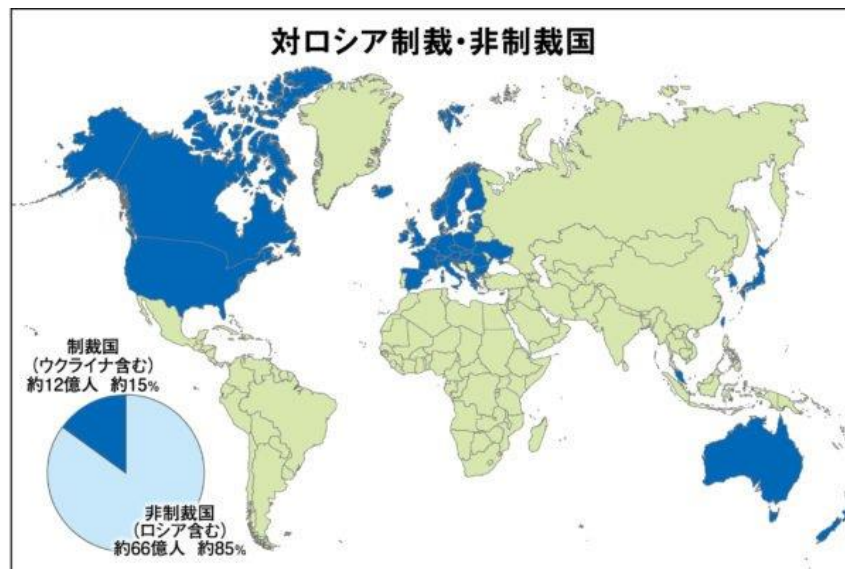 対ロシア制裁・非制裁国
制裁国
(ウクライナ含む)
約12億人 約15%
非制裁国
(ロシア含む)
約66億人 約85%